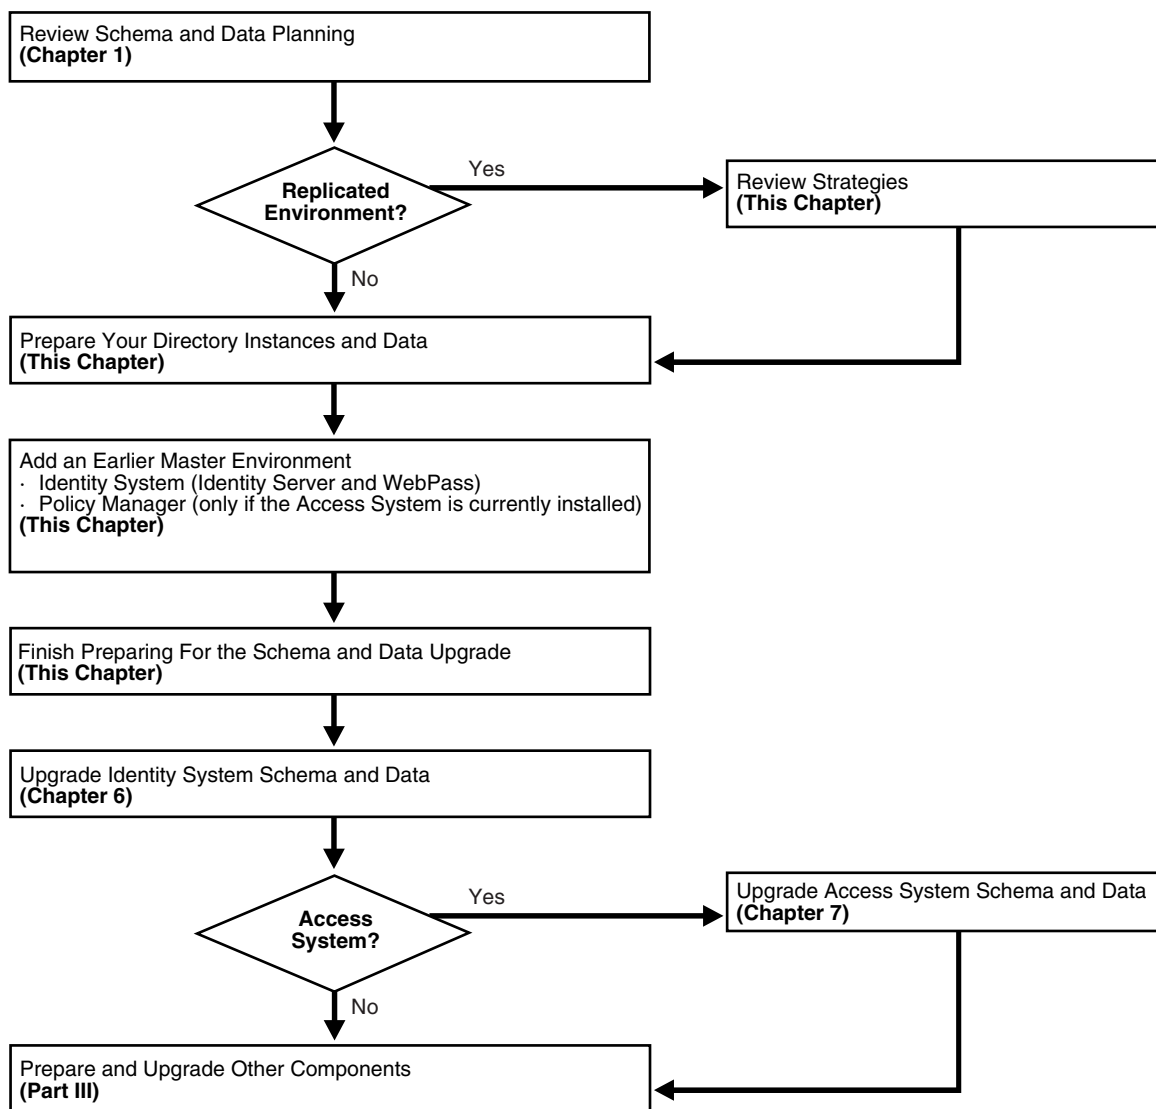 Review Schema and Data Planning
(Chapter 1)
Replicated
Environment?
Yes
Review Strategies
(This Chapter)
No
Prepare Your Directory Instances and Data
(This Chapter)
Add an Earlier Master Environment
· Identity System (Identity Server and WebPass)
· Policy Manager (only if the Access System is currently installed)
(This Chapter)
Finish Preparing For the Schema and Data Upgrade
(This Chapter)
Upgrade Identity System Schema and Data
(Chapter 6)
Access
System?
Yes
Upgrade Access System Schema and Data
(Chapter 7)
No
Prepare and Upgrade Other Components
(Part III)